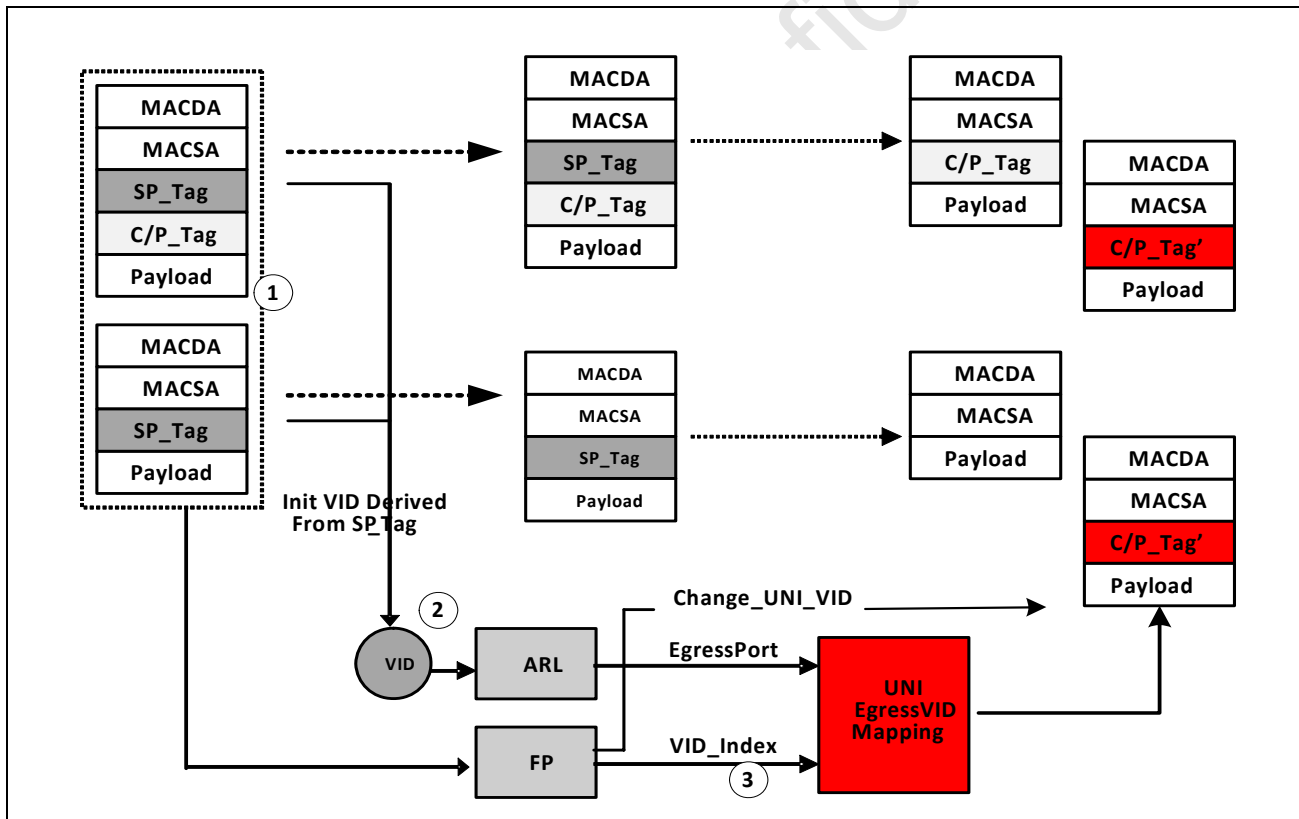 MACDA
MACSA
SP_Tag
C/P_Tag
Payload
1
MACDA
MACSA
SP_Tag
Payload
MACDA
MACSA
SP_Tag
C/P_Tag
Payload
MACDA
MACSA
C/P_Tag
Payload
MACDA
MACSA
C/P_Tag’
Payload
MACDA
MACSA
SP_Tag
Payload
MACDA
MACSA
Payload
MACDA
MACSA
C/P_Tag’
Payload
Init VID Derived
From SP_Tag
2
VID
ARL
FP
Change_UNI_VID
EgressPort
VID_Index
3
UNI
EgressVID
Mapping